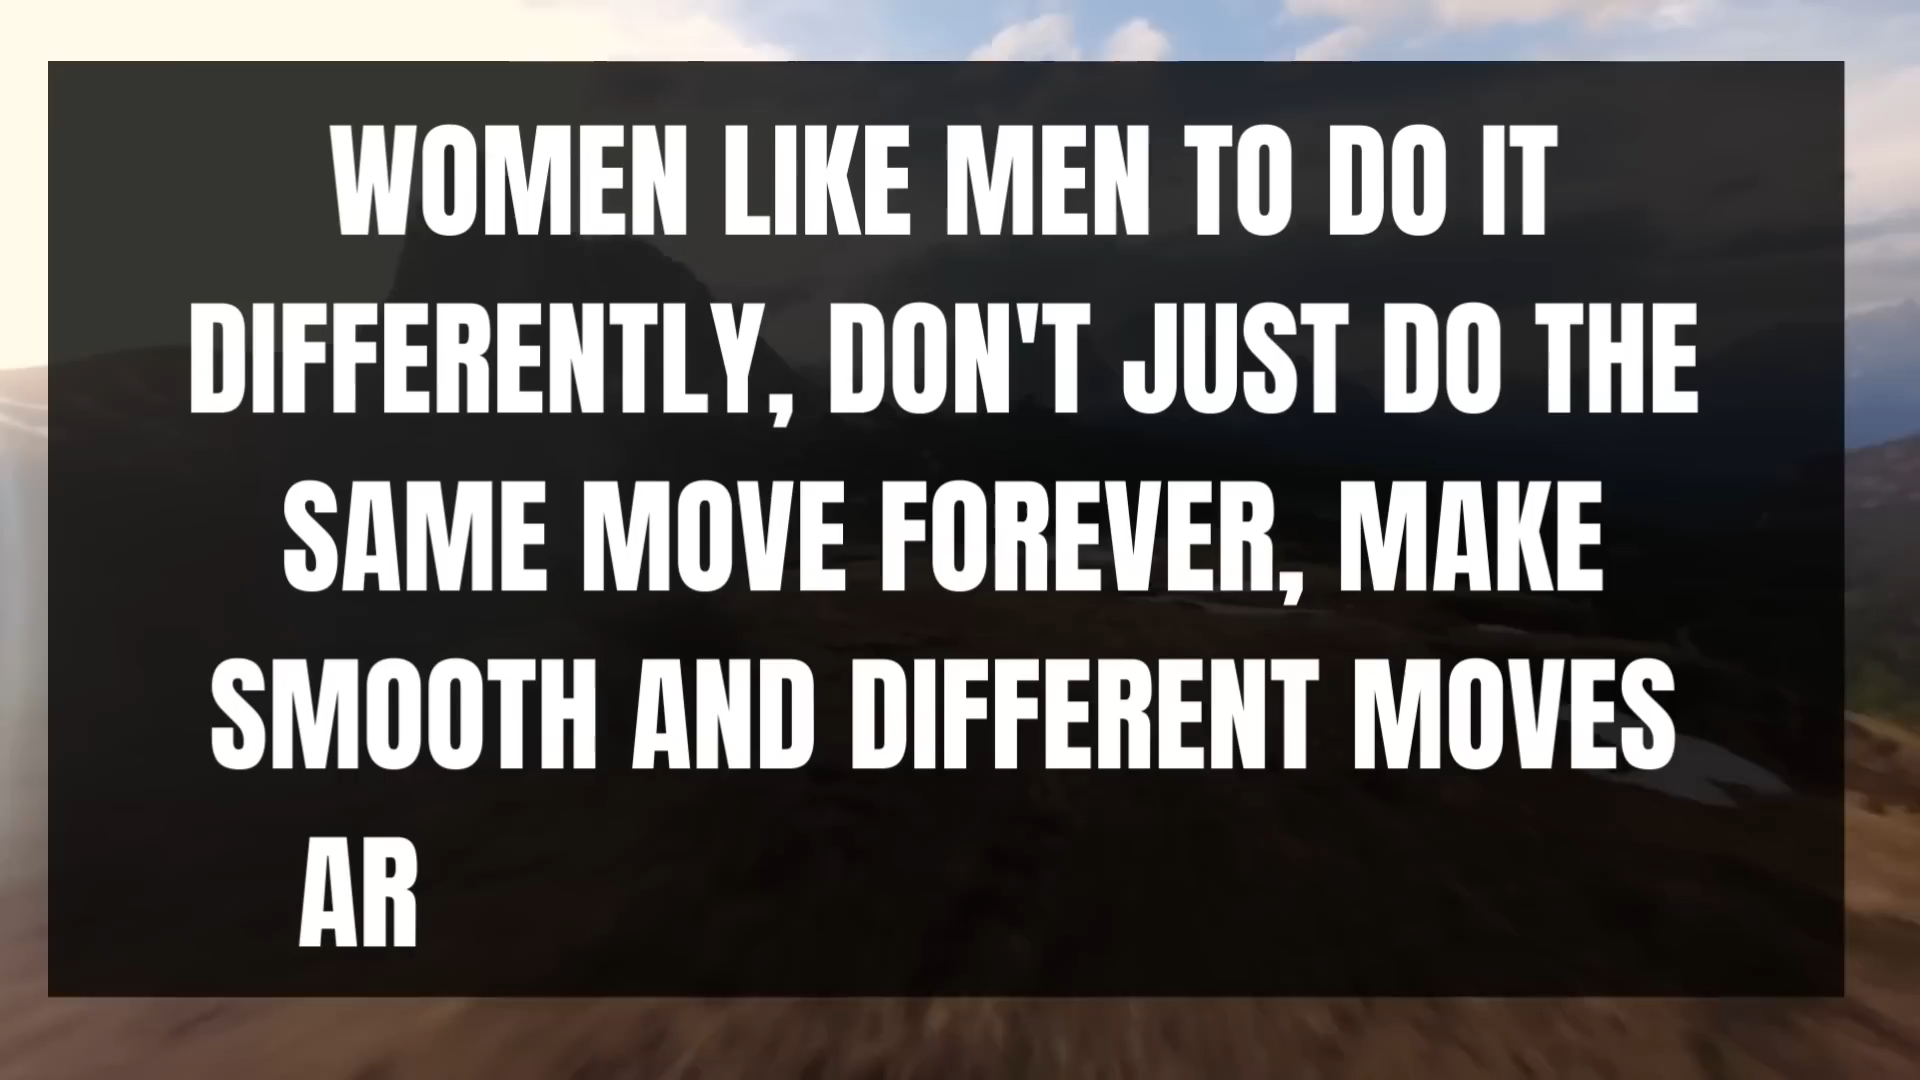 WOMEN LIKE MEN TO DO IT
DIFFERENTLY, DON'T JUST DO THE
SAME MOVE FOREVER, MAKE
SMOOTH AND DIFFERENT MOVES
AR